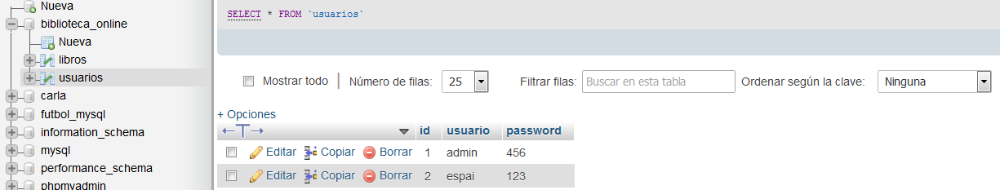 Nueva
biblioteca_online
Nueva
libros
usuarios
carla
futbol_mysql
information_schema
mysql
performance_schema
phpmyadmin
SELECT * FROM `usuarios`
Mostrar todo Número de filas: 25 Filtrar filas: Buscar en esta tabla Ordenar según la clave: Ninguna
+ Opciones
←T→ id usuario password
Editar Copiar Borrar 1 admin 456
Editar Copiar Borrar 2 espai 123